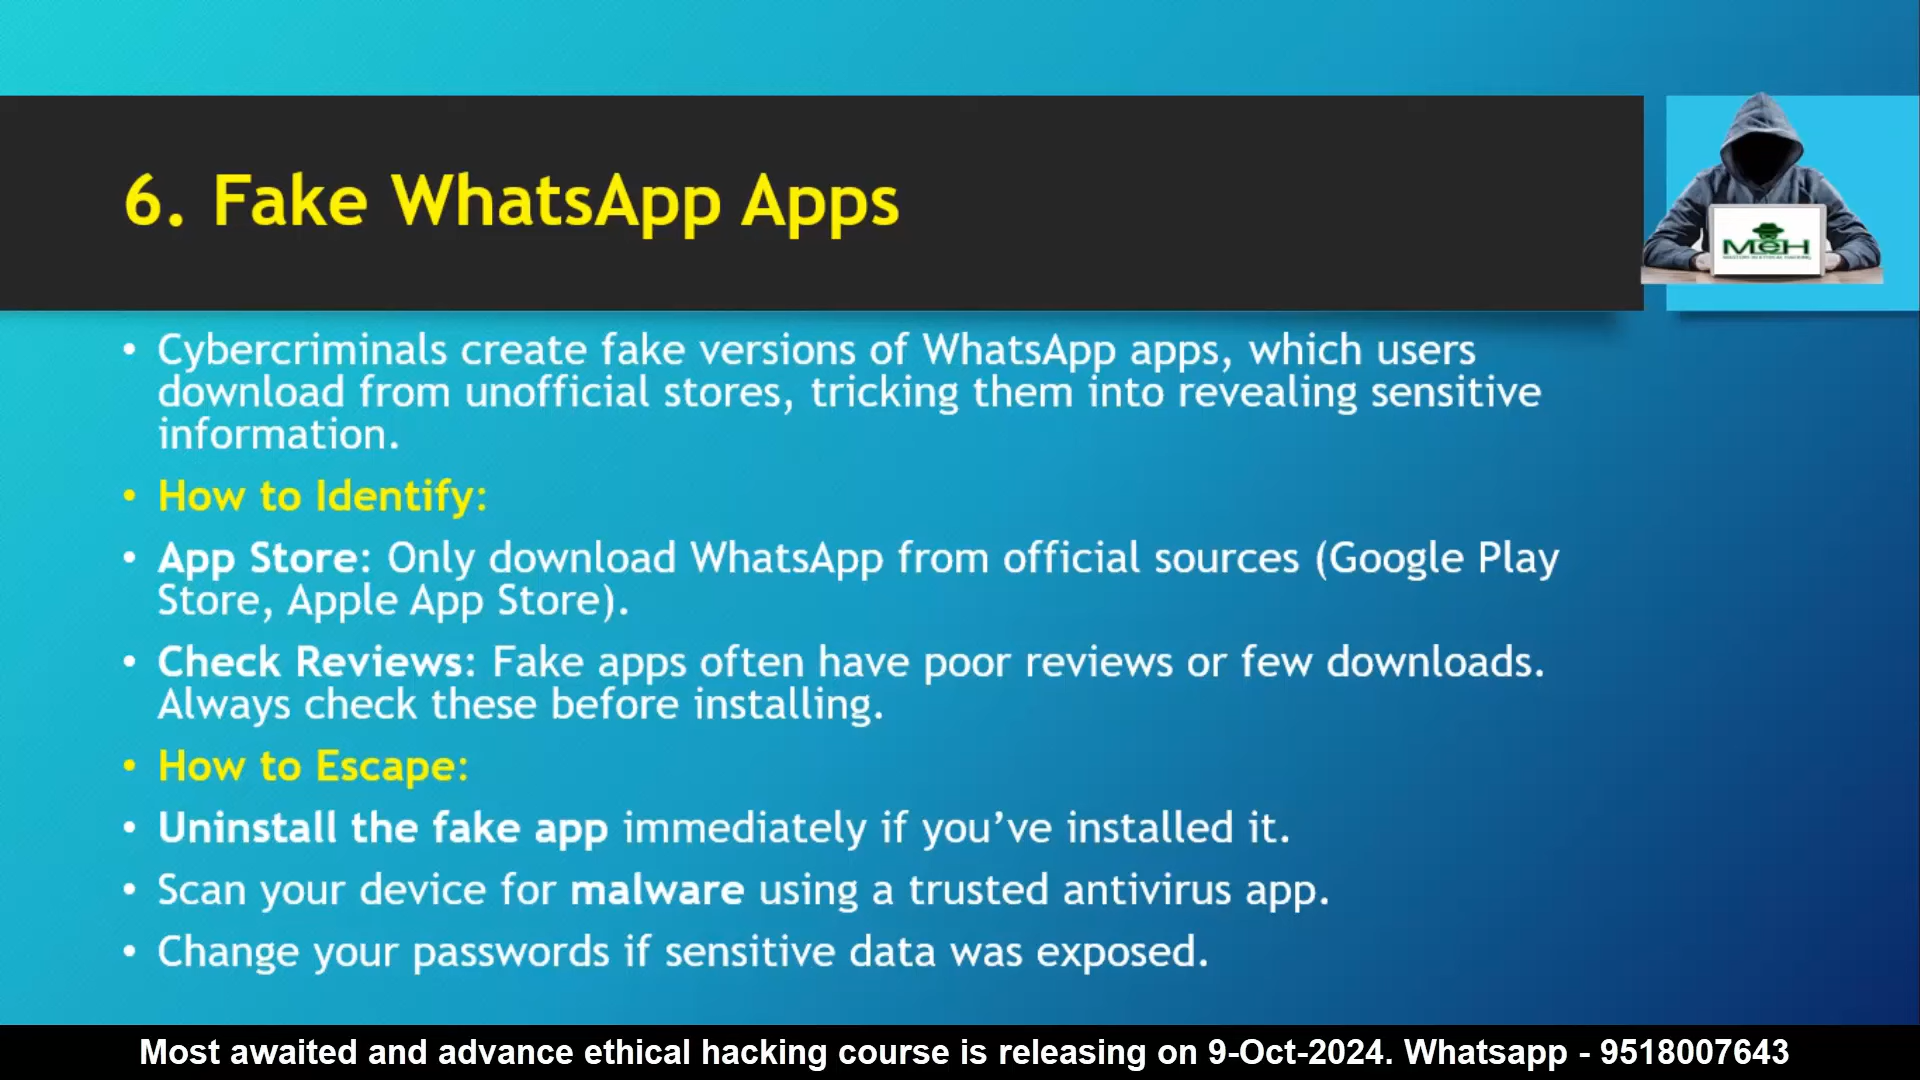 6. Fake WhatsApp Apps
MeH
• Cybercriminals create fake versions of WhatsApp apps, which users
download from unofficial stores, tricking them into revealing sensitive
information.
• How to Identify:
• App Store: Only download WhatsApp from official sources (Google Play
Store, Apple App Store).
• Check Reviews: Fake apps often have poor reviews or few downloads.
Always check these before installing.
• How to Escape:
• Uninstall the fake app immediately if you’ve installed it.
• Scan your device for malware using a trusted antivirus app.
• Change your passwords if sensitive data was exposed.
Most awaited and advance ethical hacking course is releasing on 9-Oct-2024. Whatsapp - 9518007643